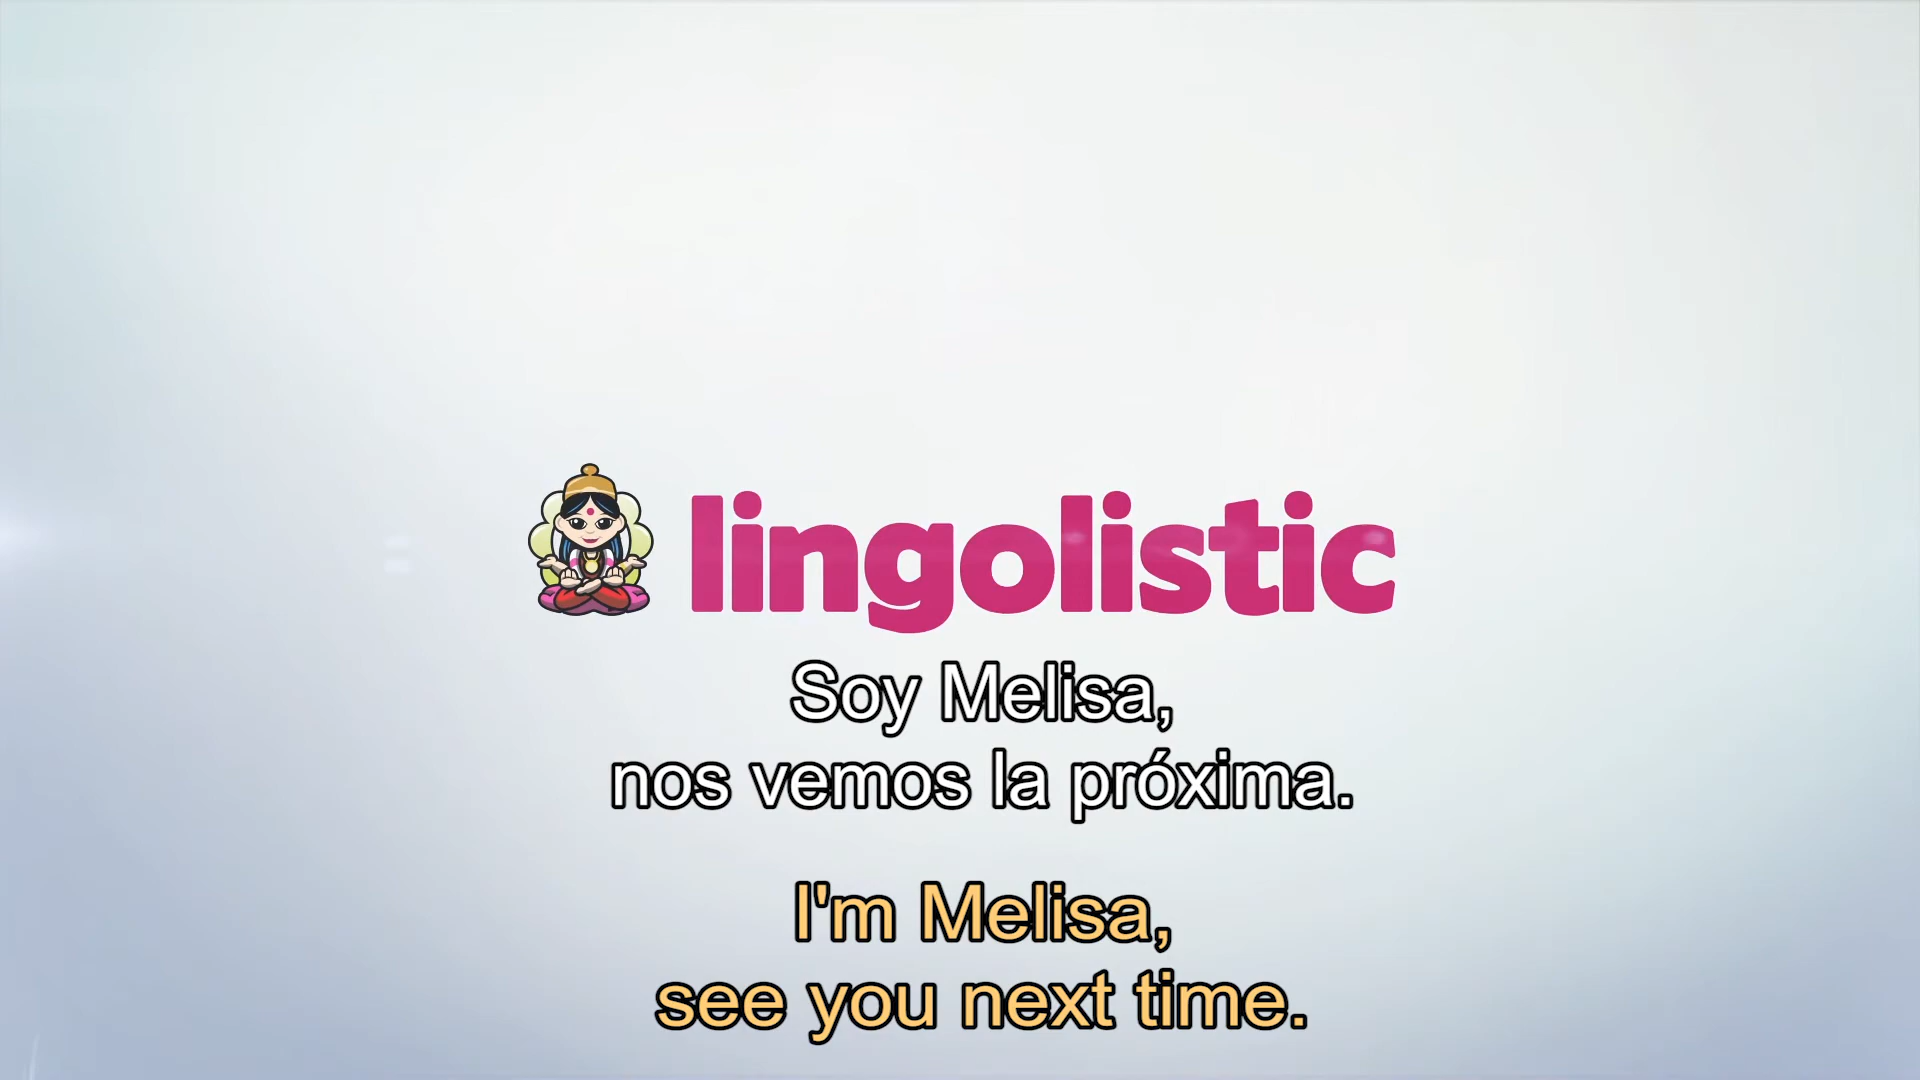 lingolistic
Soy Melisa,
nos vemos la próxima.
I'm Melisa,
see you next time.